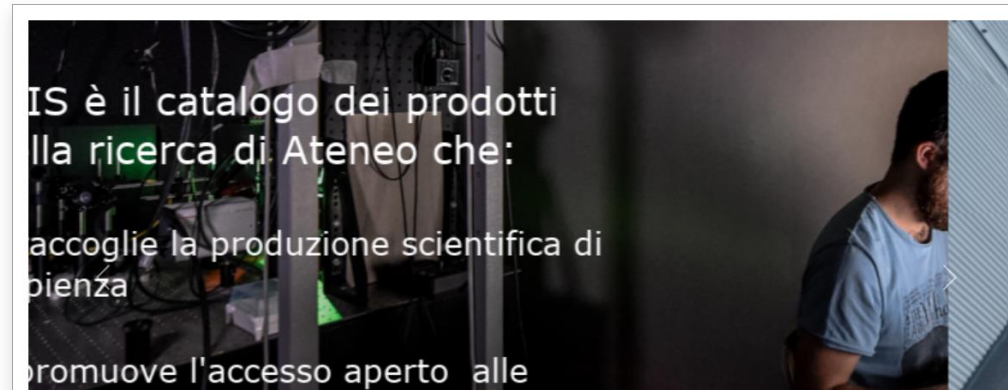 IS è il catalogo dei prodotti
lla ricerca di Ateneo che:
accoglie la produzione scientifica di
pienza
promuove l'accesso aperto alle